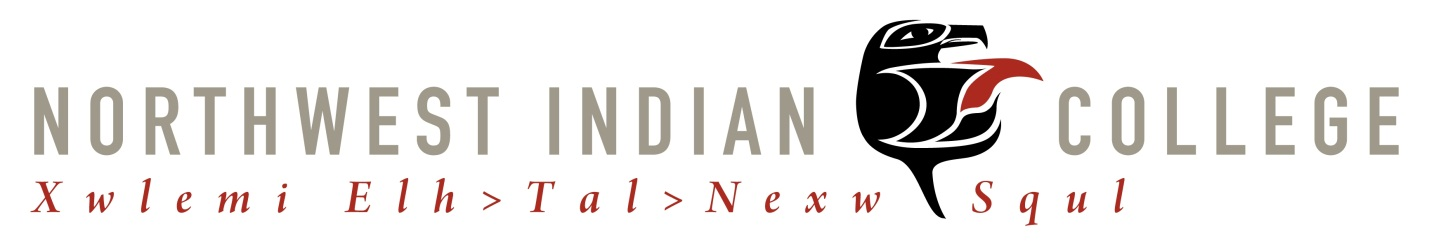 NORTHWEST INDIAN COLLEGE
Xwlemi Elh>Tal>Nexw Squl